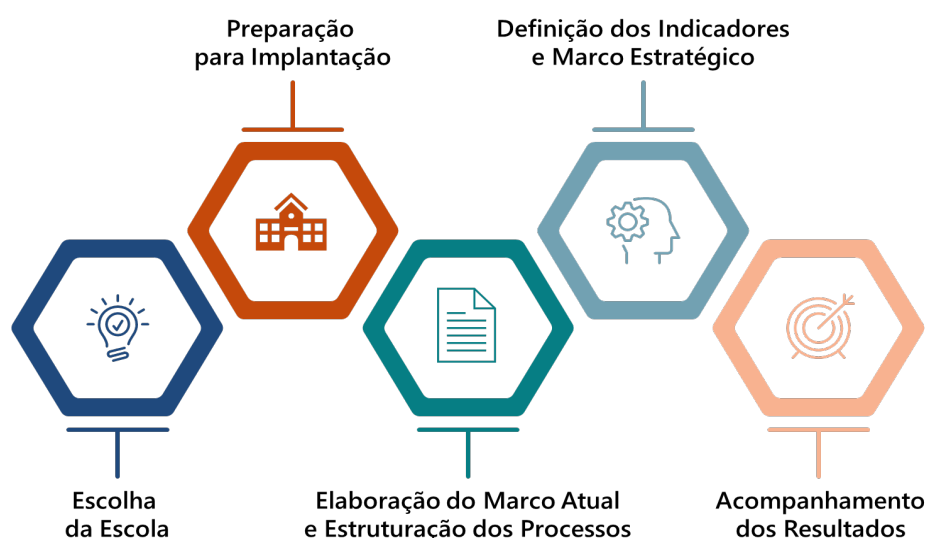 Preparação
para Implantação
Definição dos Indicadores
e Marco Estratégico
Escolha
da Escola
Elaboração do Marco Atual
e Estruturação dos Processos
Acompanhamento
dos Resultados